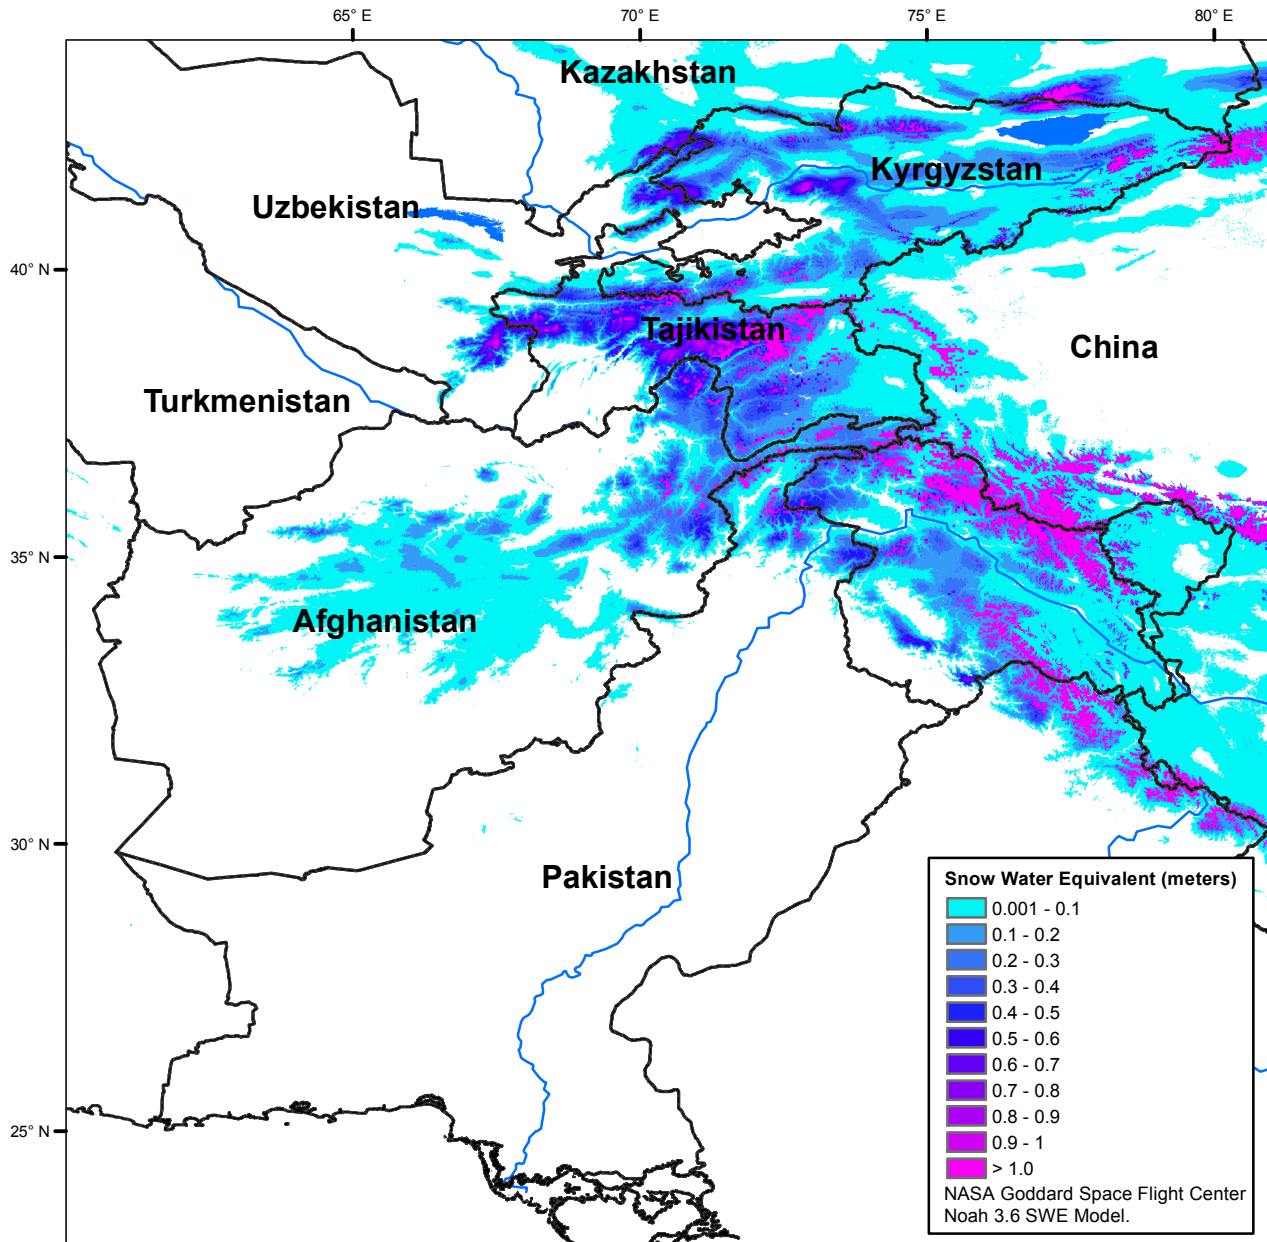 65° E
70° E
75° E
80° E
Kazakhstan
Kyrgyzstan
Uzbekistan
40° N
Tajikistan
China
Turkmenistan
35° N
Afghanistan
30° N
Pakistan
25° N
Snow Water Equivalent (meters)
0.001 - 0.1
0.1 - 0.2
0.2 - 0.3
0.3 - 0.4
0.4 - 0.5
0.5 - 0.6
0.6 - 0.7
0.7 - 0.8
0.8 - 0.9
0.9 - 1
> 1.0
NASA Goddard Space Flight Center
Noah 3.6 SWE Model.